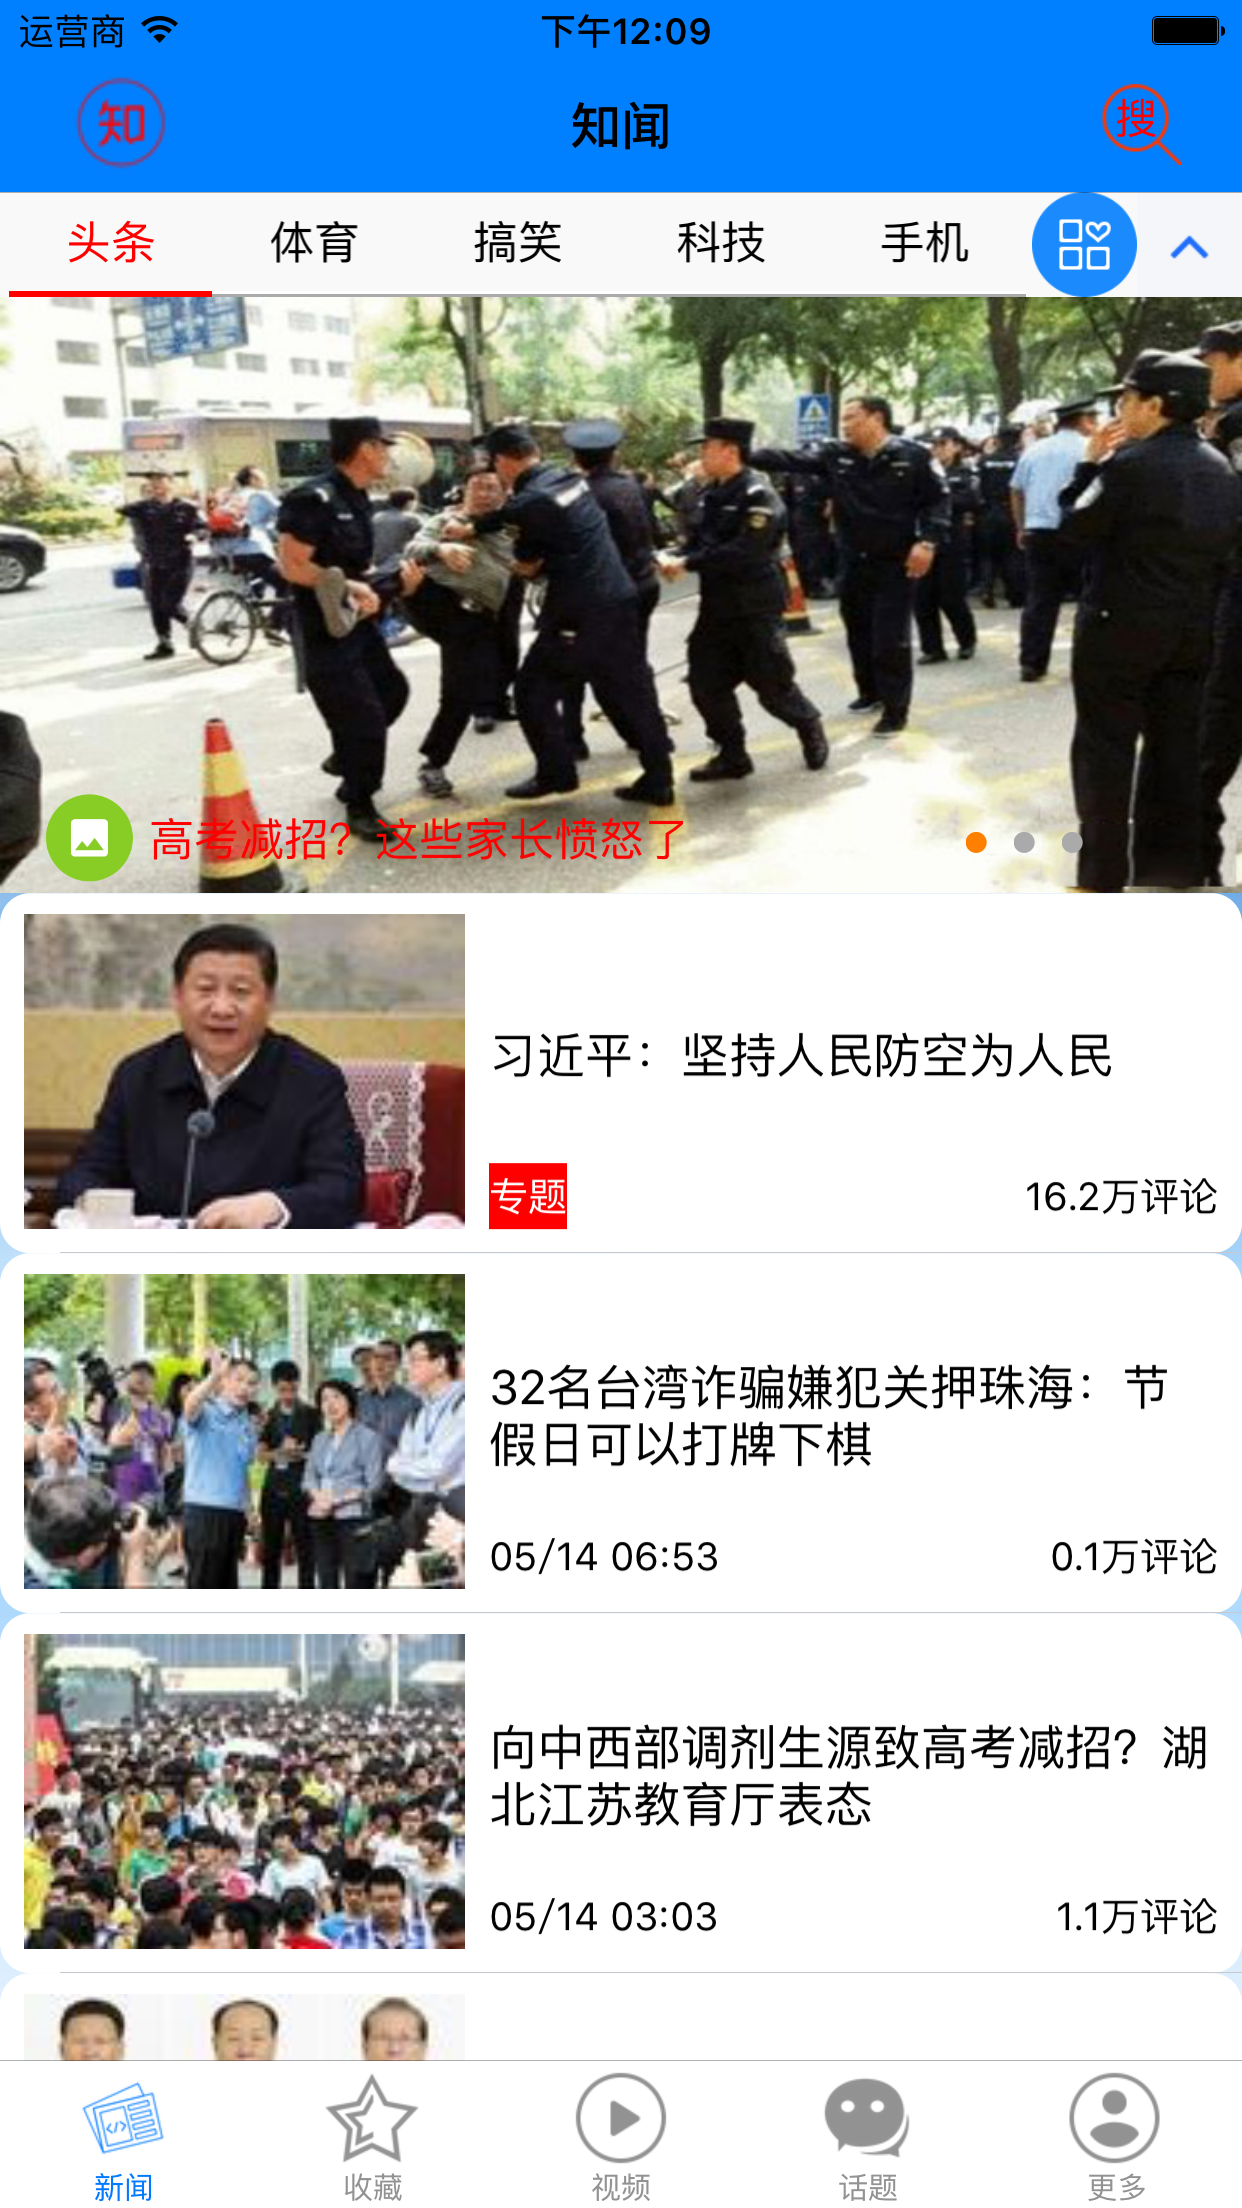 运营商
下午12:09
知
知闻
搜
头条
体育
搞笑
科技
手机
高考减招？这些家长愤怒了
习近平：坚持人民防空为人民
专题
16.2万评论
32名台湾诈骗嫌犯关押珠海：节
假日可以打牌下棋
05/14 06:53
0.1万评论
向中西部调剂生源致高考减招？湖
北江苏教育厅表态
05/14 03:03
1.1万评论
新闻
收藏
视频
话题
更多